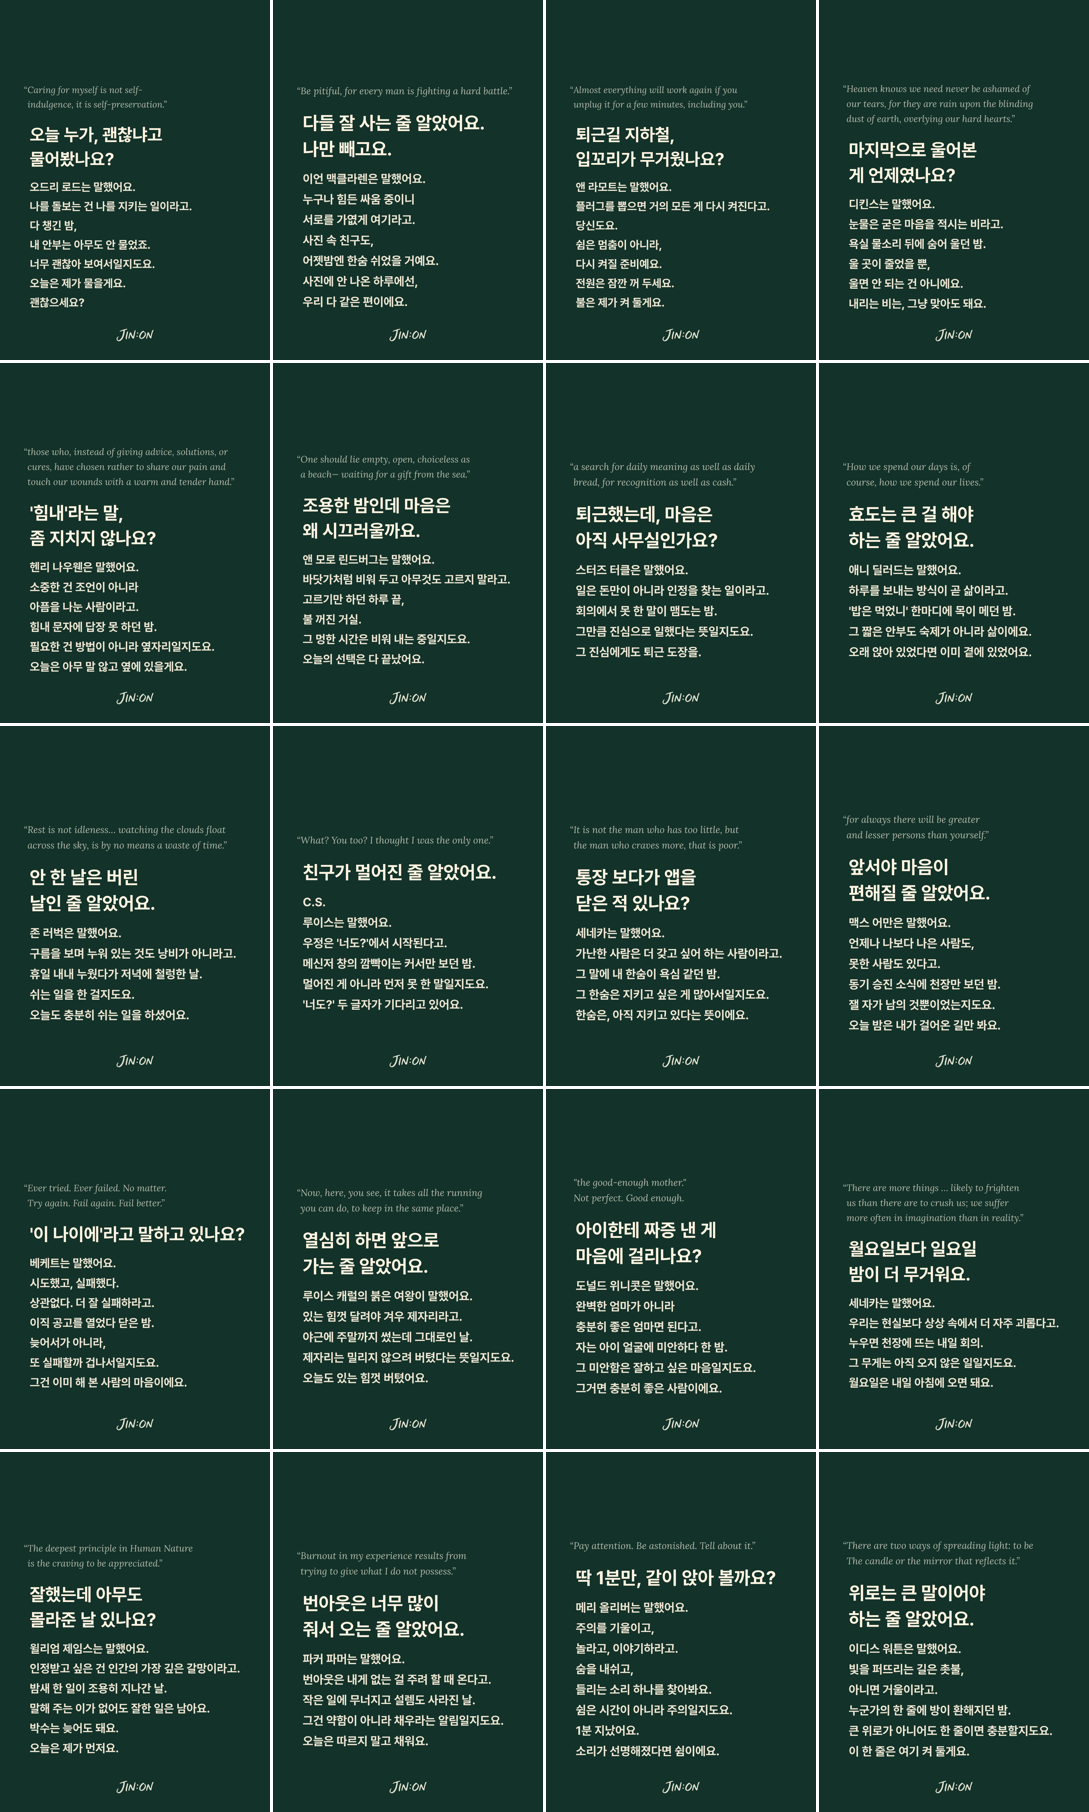 “Caring for myself is not self-
indulgence, it is self-preservation.”
오늘 누가, 괜찮냐고
물어봤나요?
오드리 로드는 말했어요.
나를 돌보는 건 나를 지키는 일이라고.
다 챙긴 밤,
내 안부는 아무도 안 물었죠.
너무 괜찮아 보여서일지도요.
오늘은 제가 물을게요.
괜찮으세요?
JIN:ON
“Be pitiful, for every man is fighting a hard battle.”
다들 잘 사는 줄 알았어요.
나만 빼고요.
이언 맥클라렌은 말했어요.
누구나 힘든 싸움 중이니
서로를 가엾게 여기라고.
사진 속 친구도,
어젯밤엔 한숨 쉬었을 거예요.
사진에 안 나온 하루에선,
우리 다 같은 편이에요.
JIN:ON
“Almost everything will work again if you
unplug it for a few minutes, including you.”
퇴근길 지하철,
입꼬리가 무거웠나요?
앤 라모트는 말했어요.
플러그를 뽑으면 거의 모든 게 다시 켜진다고.
당신도요.
쉼은 멈춤이 아니라,
다시 켜질 준비예요.
전원은 잠깐 꺼 두세요.
불은 제가 켜 둘게요.
JIN:ON
“Heaven knows we need never be ashamed of
our tears, for they are rain upon the blinding
dust of earth, overlying our hard hearts.”
마지막으로 울어본
게 언제였나요?
디킨스는 말했어요.
눈물은 굳은 마음을 적시는 비라고.
욕실 물소리 뒤에 숨어 울던 밤.
울 곳이 줄었을 뿐,
울면 안 되는 건 아니에요.
내리는 비는, 그냥 맞아도 돼요.
JIN:ON
“those who, instead of giving advice, solutions, or
cures, have chosen rather to share our pain and
touch our wounds with a warm and tender hand.”
'힘내'라는 말,
좀 지치지 않나요?
헨리 나우웬은 말했어요.
소중한 건 조언이 아니라
아픔을 나눈 사람이라고.
힘내 문자에 답장 못 하던 밤.
필요한 건 방법이 아니라 옆자리일지도요.
오늘은 아무 말 않고 옆에 있을게요.
JIN:ON
“One should lie empty, open, choiceless as
a beach— waiting for a gift from the sea.”
조용한 밤인데 마음은
왜 시끄러울까요.
앤 모로 린드버그는 말했어요.
바닷가처럼 비워 두고 아무것도 고르지 말라고.
고르기만 하던 하루 끝,
불 꺼진 거실.
그 멍한 시간은 비워 내는 중일지도요.
오늘의 선택은 다 끝났어요.
JIN:ON
“a search for daily meaning as well as daily
bread, for recognition as well as cash.”
퇴근했는데, 마음은
아직 사무실인가요?
스터즈 터클은 말했어요.
일은 돈만이 아니라 인정을 찾는 일이라고.
회의에서 못 한 말이 맴도는 밤.
그만큼 진심으로 일했다는 뜻일지도요.
그 진심에게도 퇴근 도장을.
JIN:ON
“How we spend our days is, of
course, how we spend our lives.”
효도는 큰 걸 해야
하는 줄 알았어요.
애니 딜러드는 말했어요.
하루를 보내는 방식이 곧 삶이라고.
'밥은 먹었니' 한마디에 목이 메던 밤.
그 짧은 안부도 숙제가 아니라 삶이에요.
오래 앉아 있었다면 이미 곁에 있었어요.
JIN:ON
“Rest is not idleness... watching the clouds float
across the sky, is by no means a waste of time.”
안 한 날은 버린
날인 줄 알았어요.
존 러벅은 말했어요.
구름을 보며 누워 있는 것도 낭비가 아니라고.
휴일 내내 누웠다가 저녁에 철렁한 날.
쉬는 일을 한 걸지도요.
오늘도 충분히 쉬는 일을 하셨어요.
JIN:ON
“What? You too? I thought I was the only one.”
친구가 멀어진 줄 알았어요.
C.S.
루이스는 말했어요.
우정은 '너도?'에서 시작된다고.
메신저 창의 깜빡이는 커서만 보던 밤.
멀어진 게 아니라 먼저 못 한 말일지도요.
'너도?' 두 글자가 기다리고 있어요.
JIN:ON
“It is not the man who has too little, but
the man who craves more, that is poor.”
통장 보다가 앱을
닫은 적 있나요?
세네카는 말했어요.
가난한 사람은 더 갖고 싶어 하는 사람이라고.
그 말에 내 한숨이 욕심 같던 밤.
그 한숨은 지키고 싶은 게 많아서일지도요.
한숨은, 아직 지키고 있다는 뜻이에요.
JIN:ON
“for always there will be greater
and lesser persons than yourself.”
앞서야 마음이
편해질 줄 알았어요.
맥스 어만은 말했어요.
언제나 나보다 나은 사람도,
못한 사람도 있다고.
동기 승진 소식에 천장만 보던 밤.
잴 자가 남의 것뿐이었는지도요.
오늘 밤은 내가 걸어온 길만 봐요.
JIN:ON
“Ever tried. Ever failed. No matter.
Try again. Fail again. Fail better.”
'이 나이에'라고 말하고 있나요?
베케트는 말했어요.
시도했고, 실패했다.
상관없다. 더 잘 실패하라고.
이직 공고를 열었다 닫은 밤.
늦어서가 아니라,
또 실패할까 겁나서일지도요.
그건 이미 해 본 사람의 마음이에요.
JIN:ON
“Now, here, you see, it takes all the running
you can do, to keep in the same place.”
열심히 하면 앞으로
가는 줄 알았어요.
루이스 캐럴의 붉은 여왕이 말했어요.
있는 힘껏 달려야 겨우 제자리라고.
야근에 주말까지 썼는데 그대로인 날.
제자리는 밀리지 않으려 버텼다는 뜻일지도요.
오늘도 있는 힘껏 버텼어요.
JIN:ON
“the good-enough mother.”
Not perfect. Good enough.
아이한테 짜증 낸 게
마음에 걸리나요?
도널드 위니콧은 말했어요.
완벽한 엄마가 아니라
충분히 좋은 엄마면 된다고.
자는 아이 얼굴에 미안하다 한 밤.
그 미안함은 잘하고 싶은 마음일지도요.
그거면 충분히 좋은 사람이에요.
JIN:ON
“There are more things ... likely to frighten
us than there are to crush us; we suffer
more often in imagination than in reality.”
월요일보다 일요일
밤이 더 무거워요.
세네카는 말했어요.
우리는 현실보다 상상 속에서 더 자주 괴롭다고.
누우면 천장에 뜨는 내일 회의.
그 무게는 아직 오지 않은 일일지도요.
월요일은 내일 아침에 오면 돼요.
JIN:ON
“The deepest principle in Human Nature
is the craving to be appreciated.”
잘했는데 아무도
몰라준 날 있나요?
윌리엄 제임스는 말했어요.
인정받고 싶은 건 인간의 가장 깊은 갈망이라고.
밤새 한 일이 조용히 지나간 날.
말해 주는 이가 없어도 잘한 일은 남아요.
박수는 늦어도 돼요.
오늘은 제가 먼저요.
JIN:ON
“Burnout in my experience results from
trying to give what I do not possess.”
번아웃은 너무 많이
줘서 오는 줄 알았어요.
파커 파머는 말했어요.
번아웃은 내게 없는 걸 주려 할 때 온다고.
작은 일에 무너지고 설렘도 사라진 날.
그건 약함이 아니라 채우라는 알림일지도요.
오늘은 따르지 말고 채워요.
JIN:ON
“Pay attention. Be astonished. Tell about it.”
딱 1분만, 같이 앉아 볼까요?
메리 올리버는 말했어요.
주의를 기울이고,
놀라고, 이야기하라고.
숨을 내쉬고,
들리는 소리 하나를 찾아봐요.
쉼은 시간이 아니라 주의일지도요.
1분 지났어요.
소리가 선명해졌다면 쉼이에요.
JIN:ON
“There are two ways of spreading light: to be
The candle or the mirror that reflects it.”
위로는 큰 말이어야
하는 줄 알았어요.
이디스 워튼은 말했어요.
빛을 퍼뜨리는 길은 촛불,
아니면 거울이라고.
누군가의 한 줄에 방이 환해지던 밤.
큰 위로가 아니어도 한 줄이면 충분할지도요.
이 한 줄은 여기 켜 둘게요.
JIN:ON